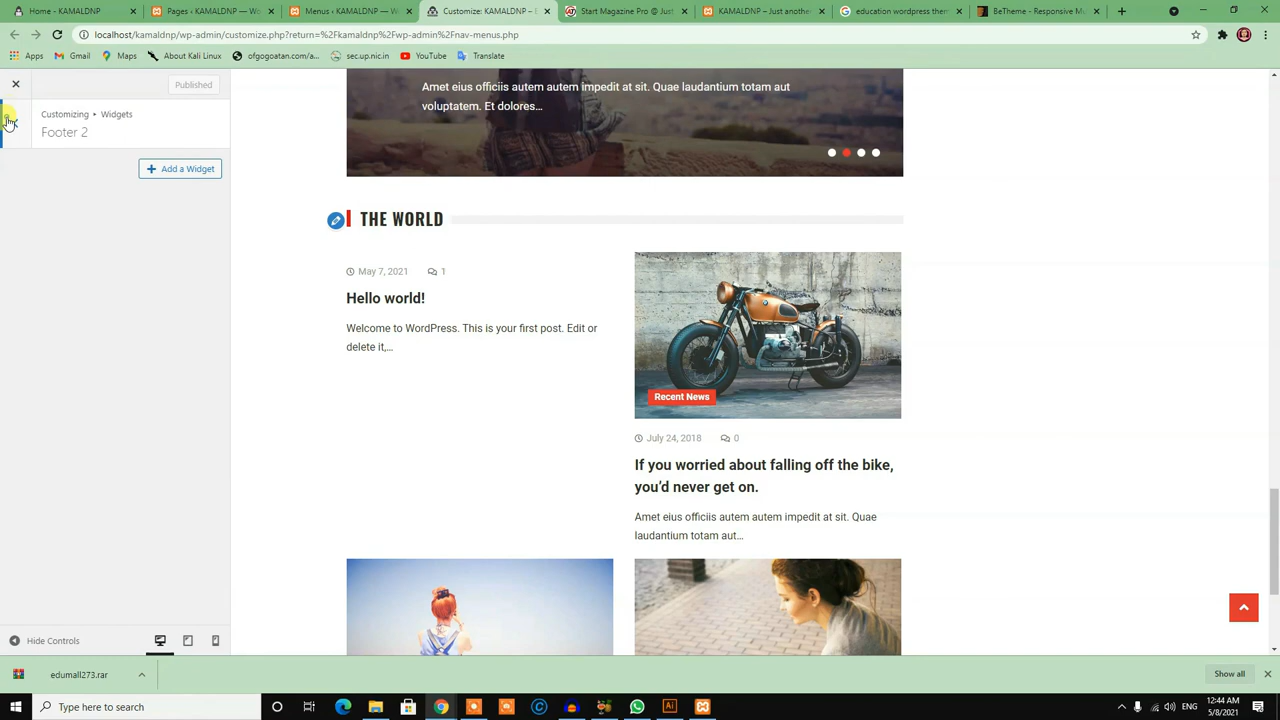 Pages - KAMALDNP — Wo
Pages ‹ KAMALDNP — Wo
Menus ‹ KAMALDNP — W
Customize: KAMALDNP – E
Start Magazine Pro @ Just
KAMALDNP – Just anothe
education wordpress them
BeTheme - Responsive Mu
localhost/kamaldnp/wp-admin/customize.php?return=%2Fkamaldnp%2Fwp-admin%2Fnav-menus.php
Apps
Gmail
Maps
About Kali Linux
ofgogoatan.com/a...
sec.up.nic.in
YouTube
Translate
Published
Customizing ▸ Widgets
Footer 2
Add a Widget
Amet eius officiis autem autem impedit at sit. Quae laudantium totam aut
voluptatem. Et dolores...
THE WORLD
May 7, 2021 1
Hello world!
Welcome to WordPress. This is your first post. Edit or
delete it,...
Recent News
July 24, 2018 0
If you worried about falling off the bike,
you’d never get on.
Amet eius officiis autem autem impedit at sit. Quae
laudantium totam aut...
Hide Controls
edumall273.rar
Show all
Type here to search
ENG
12:44 AM
5/8/2021